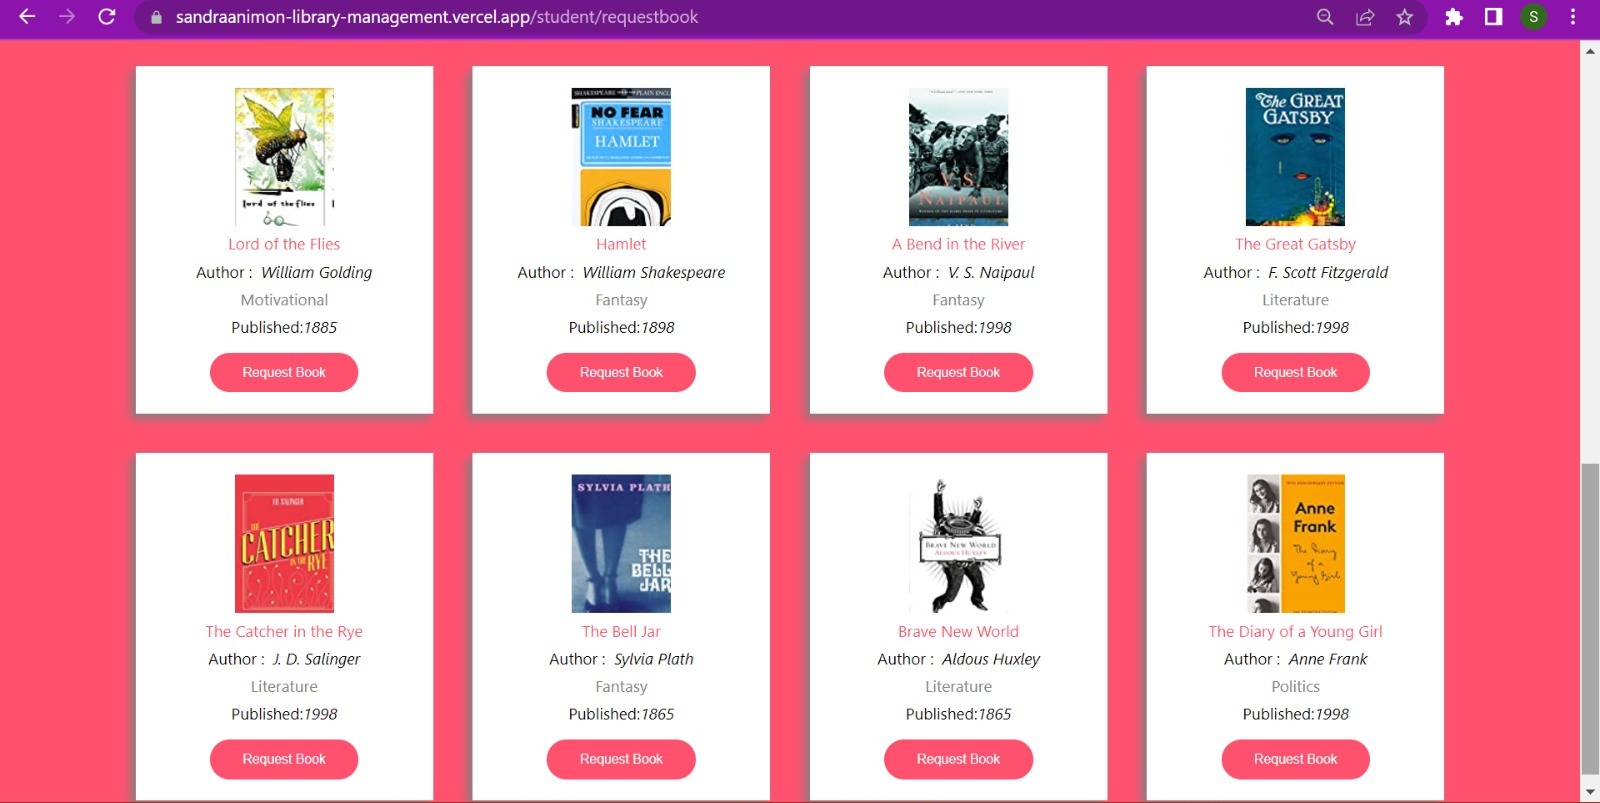 sandraanimon-library-management.vercel.app/student/requestbook
S
lord of the flies
Lord of the Flies
Author : William Golding
Motivational
Published:1885
Request Book
NO FEAR
SHAKESPEARE
HAMLET
Hamlet
Author : William Shakespeare
Fantasy
Published:1898
Request Book
V. S.
NAIPAUL
A Bend in the River
Author : V. S. Naipaul
Fantasy
Published:1998
Request Book
The GREAT
GATSBY
The Great Gatsby
Author : F. Scott Fitzgerald
Literature
Published:1998
Request Book
THE
CATCHER
IN THE RYE
The Catcher in the Rye
Author : J. D. Salinger
Literature
Published:1998
Request Book
SYLVIA PLATH
THE
BELL
JAR
The Bell Jar
Author : Sylvia Plath
Fantasy
Published:1865
Request Book
BRAVE NEW WORLD
ALDOUS HUXLEY
Brave New World
Author : Aldous Huxley
Literature
Published:1865
Request Book
Anne
Frank
The Diary
of a
Young Girl
The Diary of a Young Girl
Author : Anne Frank
Politics
Published:1998
Request Book